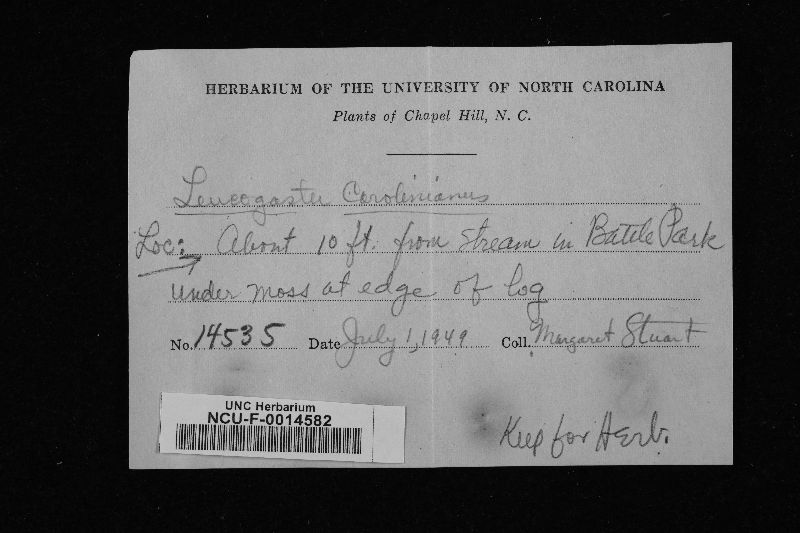 HERBARIUM OF THE UNIVERSITY OF NORTH CAROLINA
Plants of Chapel Hill, N. C.
Leucogaster Carolinianus
Loc: About 10 ft. from stream in Battle Park
under moss at edge of log
No. 14535 Date July 1, 1949 Coll. Margaret Stuart
UNC Herbarium
NCU-F-0014582
Keep for Herb.